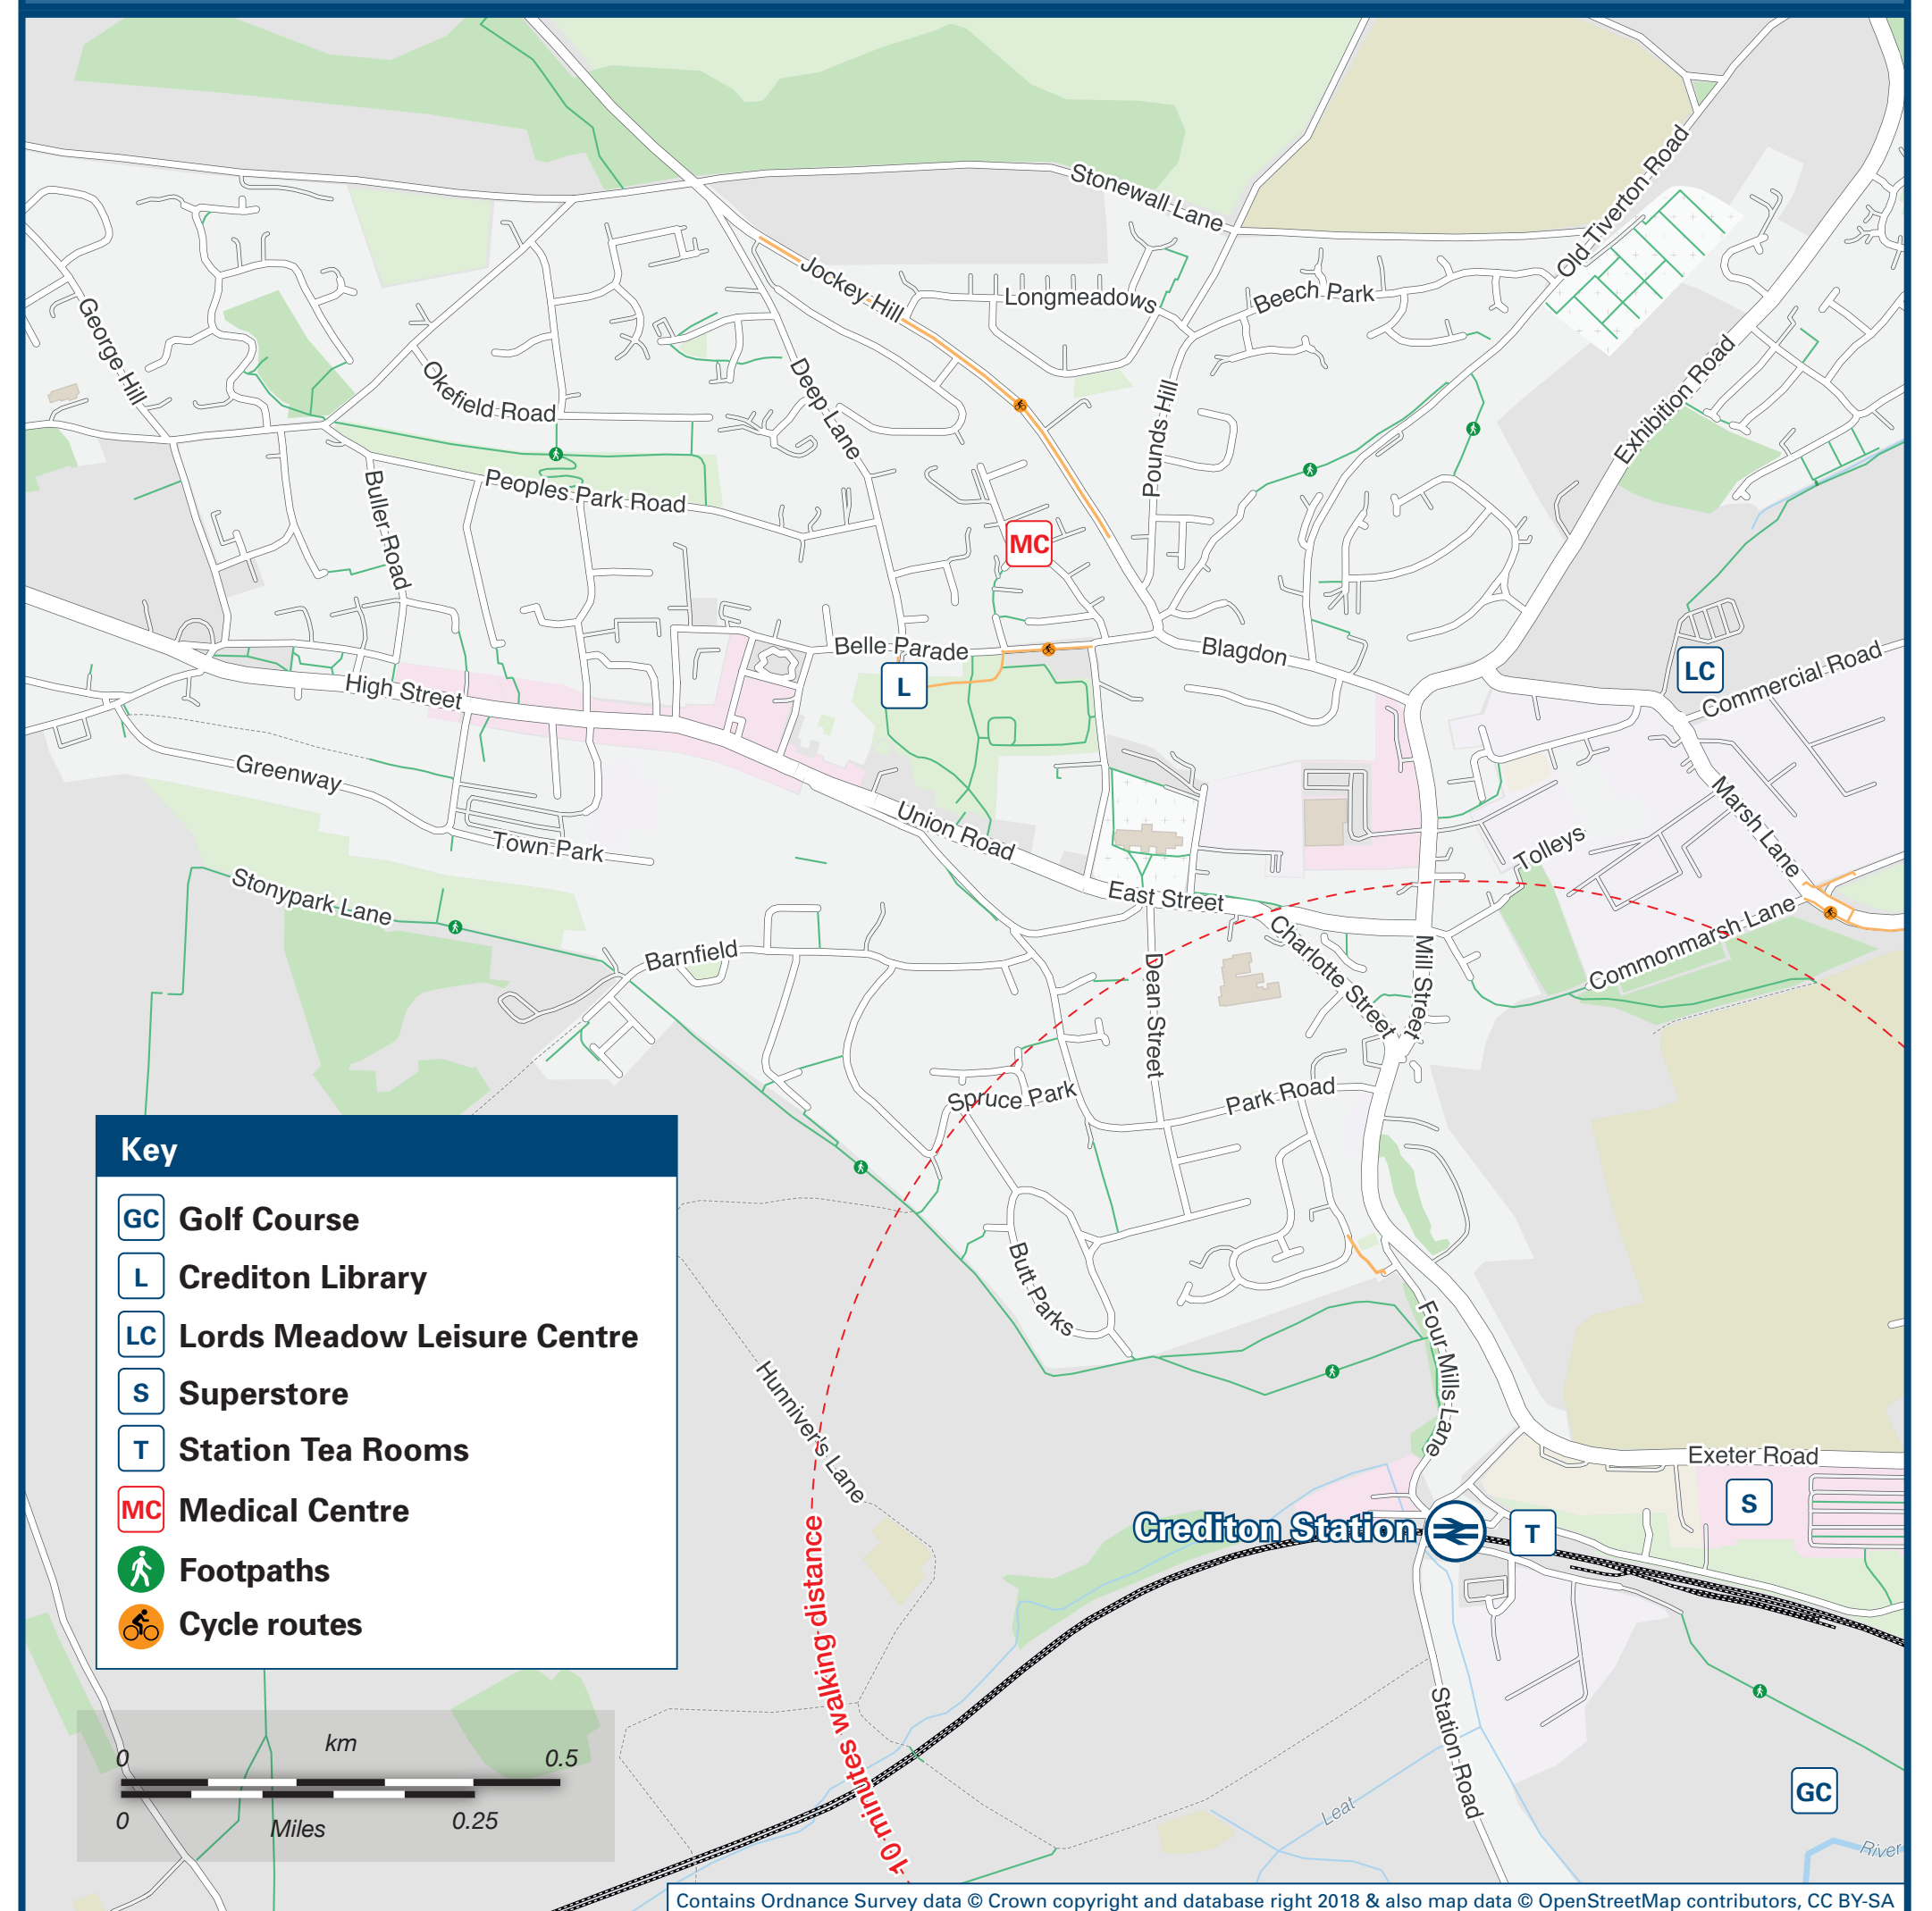 Stonewall Lane
Old Tiverton Road
Jockey Hill
Longmeadows
Beech Park
George Hill
Okefield Road
Deep Lane
Pounds Hill
Exhibition Road
Buller Road
Peoples Park Road
MC
Belle Parade
Blagdon
L
LC
Commercial Road
High Street
Greenway
Town Park
Union Road
Marsh Lane
Tolleys
Stonypark Lane
East Street
Commonmarsh Lane
Barnfield
Charlotte Street
Mill Street
Dean Street
Spruce Park
Park Road
Butt Parks
Four Mills Lane
Hunniver's Lane
Exeter Road
S
Crediton Station
T
10 minutes walking distance
Station Road
GC
Leat
River
Key
GC Golf Course
L Crediton Library
LC Lords Meadow Leisure Centre
S Superstore
T Station Tea Rooms
MC Medical Centre
Footpaths
Cycle routes
0 km 0.5
0 Miles 0.25
Contains Ordnance Survey data © Crown copyright and database right 2018 & also map data © OpenStreetMap contributors, CC BY-SA